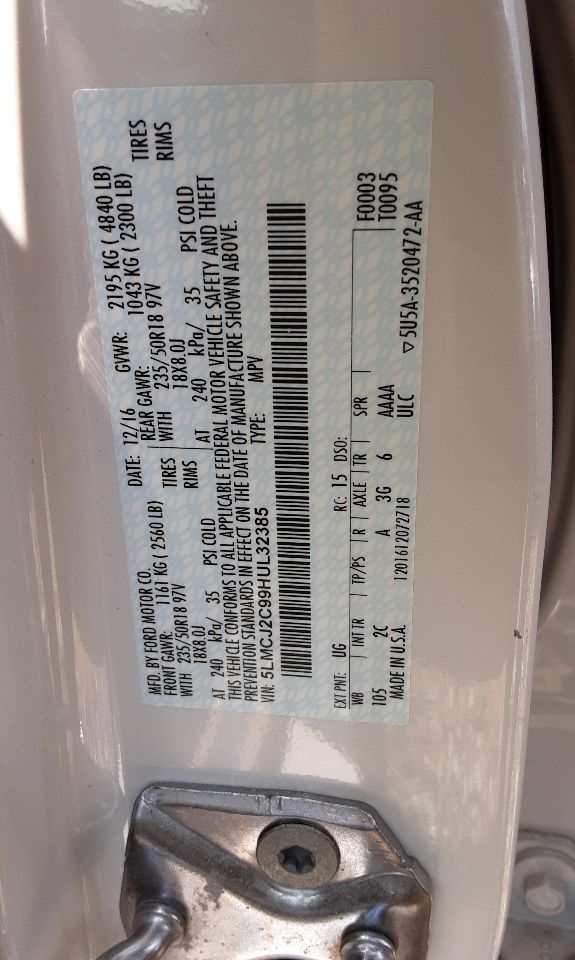 MFD. BY FORD MOTOR CO. DATE: 12/16 GVWR: 2195 KG ( 4840 LB)
FRONT GAWR: 1161 KG ( 2560 LB) REAR GAWR: 1043 KG ( 2300 LB)
WITH 235/50R18 97V TIRES WITH 235/50R18 97V TIRES
18X8.0J RIMS 18X8.0J RIMS
AT 240 kPa/ 35 PSI COLD AT 240 kPa/ 35 PSI COLD
THIS VEHICLE CONFORMS TO ALL APPLICABLE FEDERAL MOTOR VEHICLE SAFETY AND THEFT
PREVENTION STANDARDS IN EFFECT ON THE DATE OF MANUFACTURE SHOWN ABOVE.
VIN: 5LMCJ2C99HUL32385 TYPE: MPV
EXT PNT: UG RC: 15 DSO: F0003
WB INT TR TP/PS R AXLE TR SPR T0095
105 2C A 3G 6 AAAA
MADE IN U.S.A. 1201612072718 ULC ▽5U5A-3520472-AA